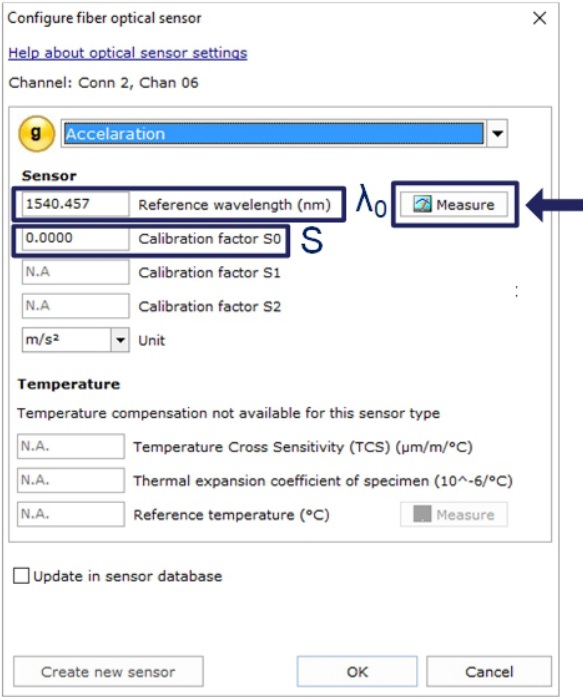 Configure fiber optical sensor
Help about optical sensor settings
Channel: Conn 2, Chan 06
g Accelaration
Sensor
1540.457 Reference wavelength (nm) λ0 Measure
0.0000 Calibration factor S0 S
N.A Calibration factor S1
N.A Calibration factor S2
:
m/s² Unit
Temperature
Temperature compensation not available for this sensor type
N.A. Temperature Cross Sensitivity (TCS) (µm/m/°C)
N.A. Thermal expansion coefficient of specimen (10^-6/°C)
N.A. Reference temperature (°C) Measure
Update in sensor database
Create new sensor OK Cancel